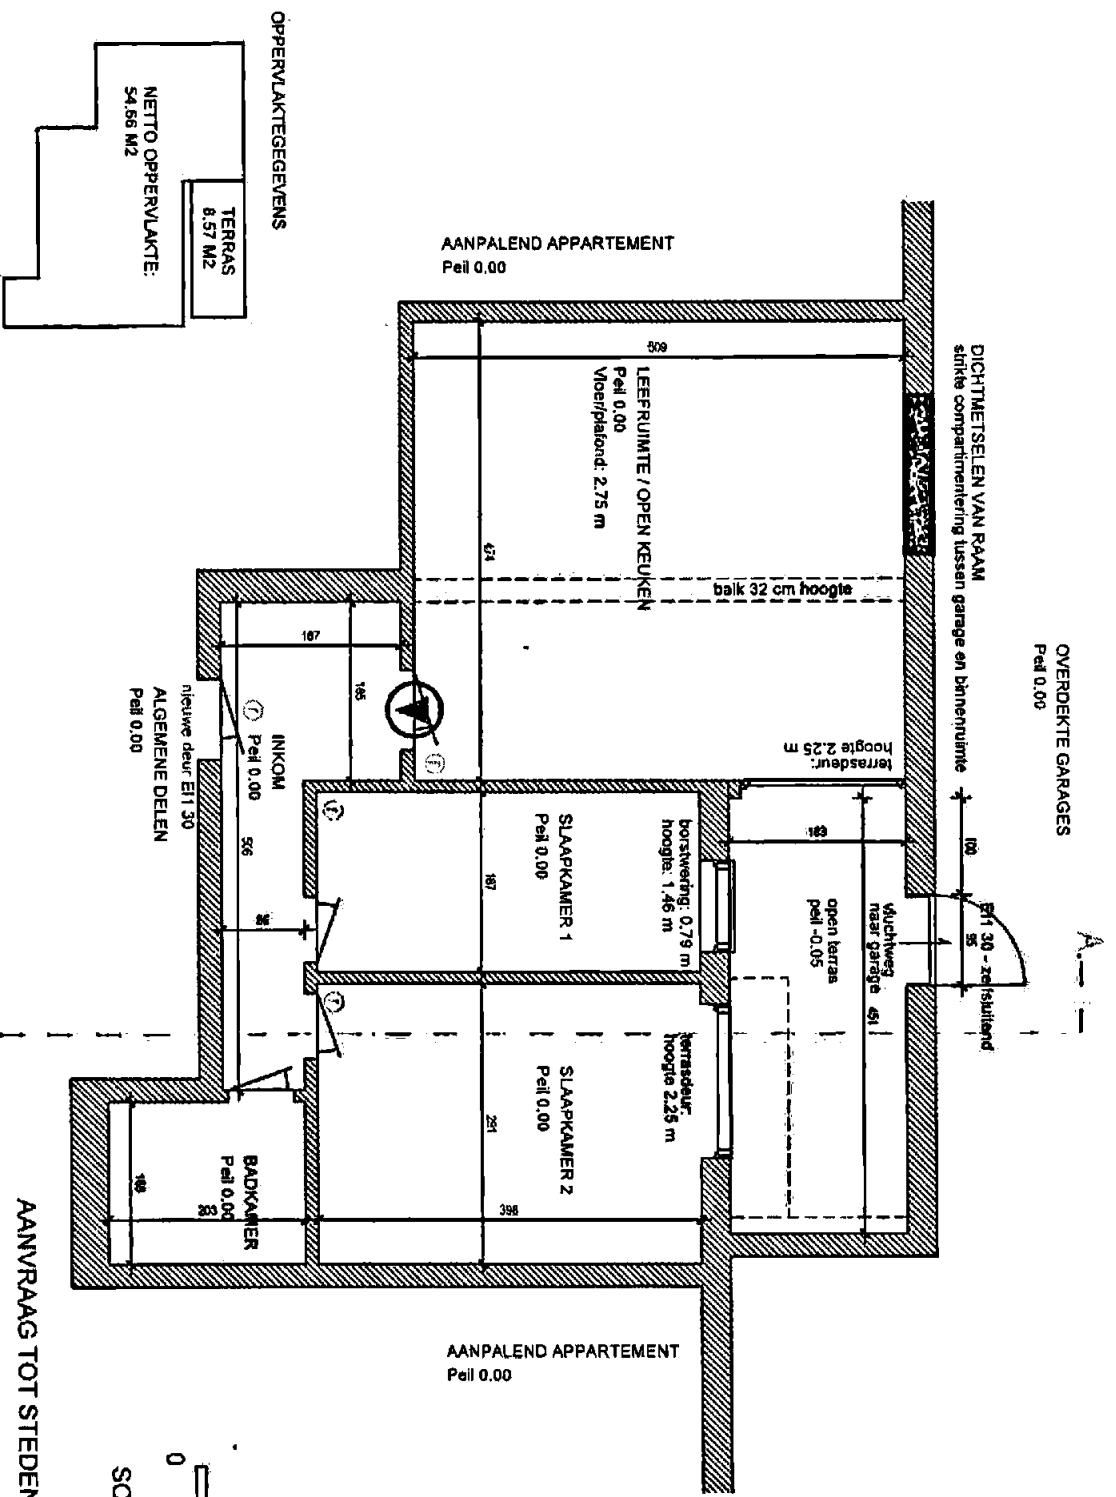 OPPERVLAKTEGEGEVENS
TERRAS
8.57 M2
NETTO OPPERVLAKTE:
54.66 M2
AANPALEND APPARTEMENT
Peil 0.00
OVERDEKTE GARAGES
Peil 0.00
DICHTMETSELEN VAN RAAM
strikte compartimentering tussen garage en binnenruimte
509
LEEFRUIMTE / OPEN KEUKEN
Peil 0.00
Vloer/plafond: 2.75 m
474
balk 32 cm hoogte
terrasdeur:
hoogte 2.25 m
100
EI1 30 - zelfsluitend
95
A
183
vluchtweg
naar garage
451
open terras
peil -0.05
borstwering: 0.79 m
hoogte: 1.46 m
SLAAPKAMER 1
Peil 0.00
187
terrasdeur:
hoogte 2.25 m
SLAAPKAMER 2
Peil 0.00
291
398
187
185
INKOM
Peil 0.00
506
nieuwe deur EI1 30
ALGEMENE DELEN
Peil 0.00
BADKAMER
Peil 0.00
203
168
AANPALEND APPARTEMENT
Peil 0.00
AANVRAAG TOT STEDEN
0
SC